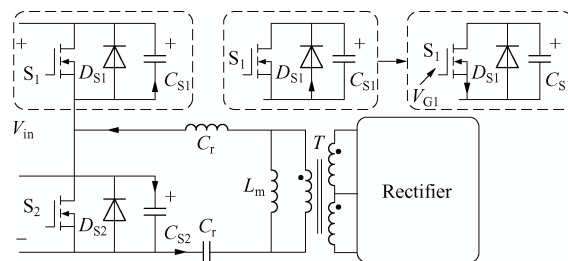 +
S1
DS1
+
CS1
S1
DS1
+
CS1
S1
VG1
DS1
+
CS
Vin
Cr
Lm
T
Rectifier
S2
DS2
+
CS2
Cr
−